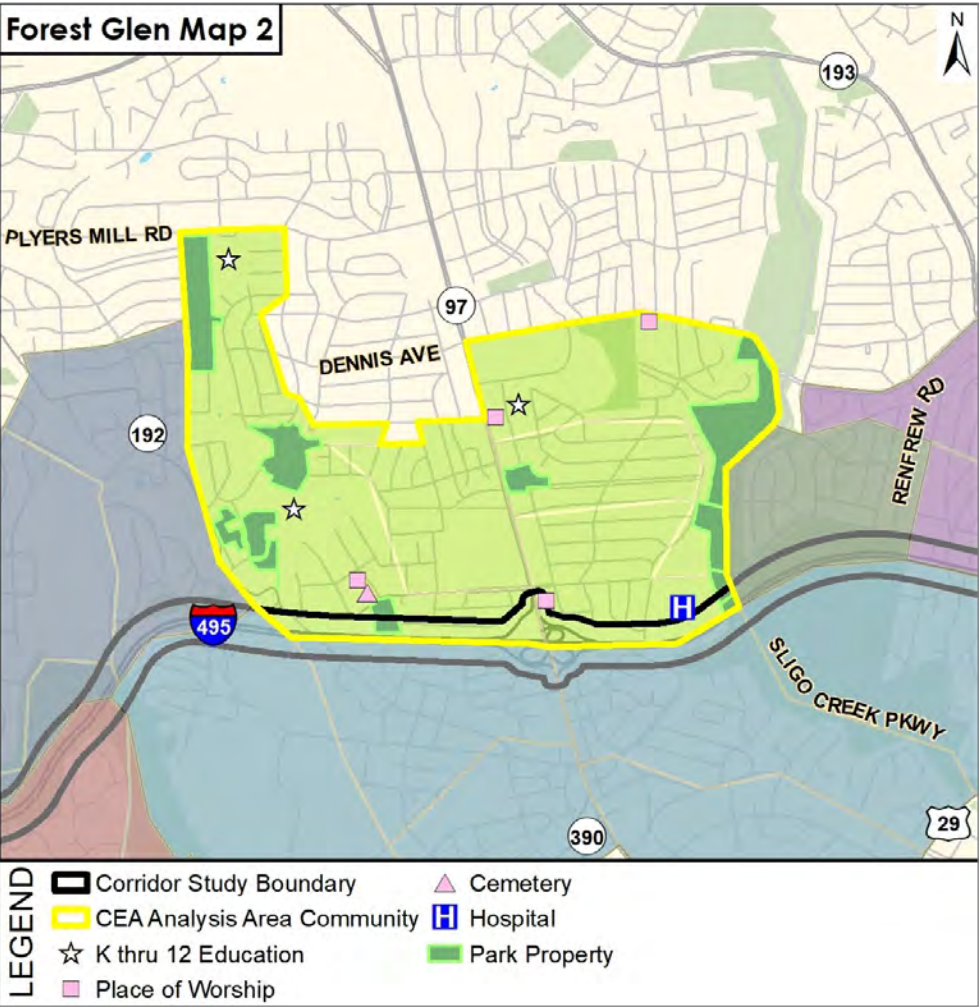 Forest Glen Map 2
N
193
PLYERS MILL RD
97
DENNIS AVE
RENFREW RD
192
H
495
SLIGO CREEK PKWY
29
390
LEGEND
Corridor Study Boundary
CEA Analysis Area Community
K thru 12 Education
Place of Worship
Cemetery
H Hospital
Park Property